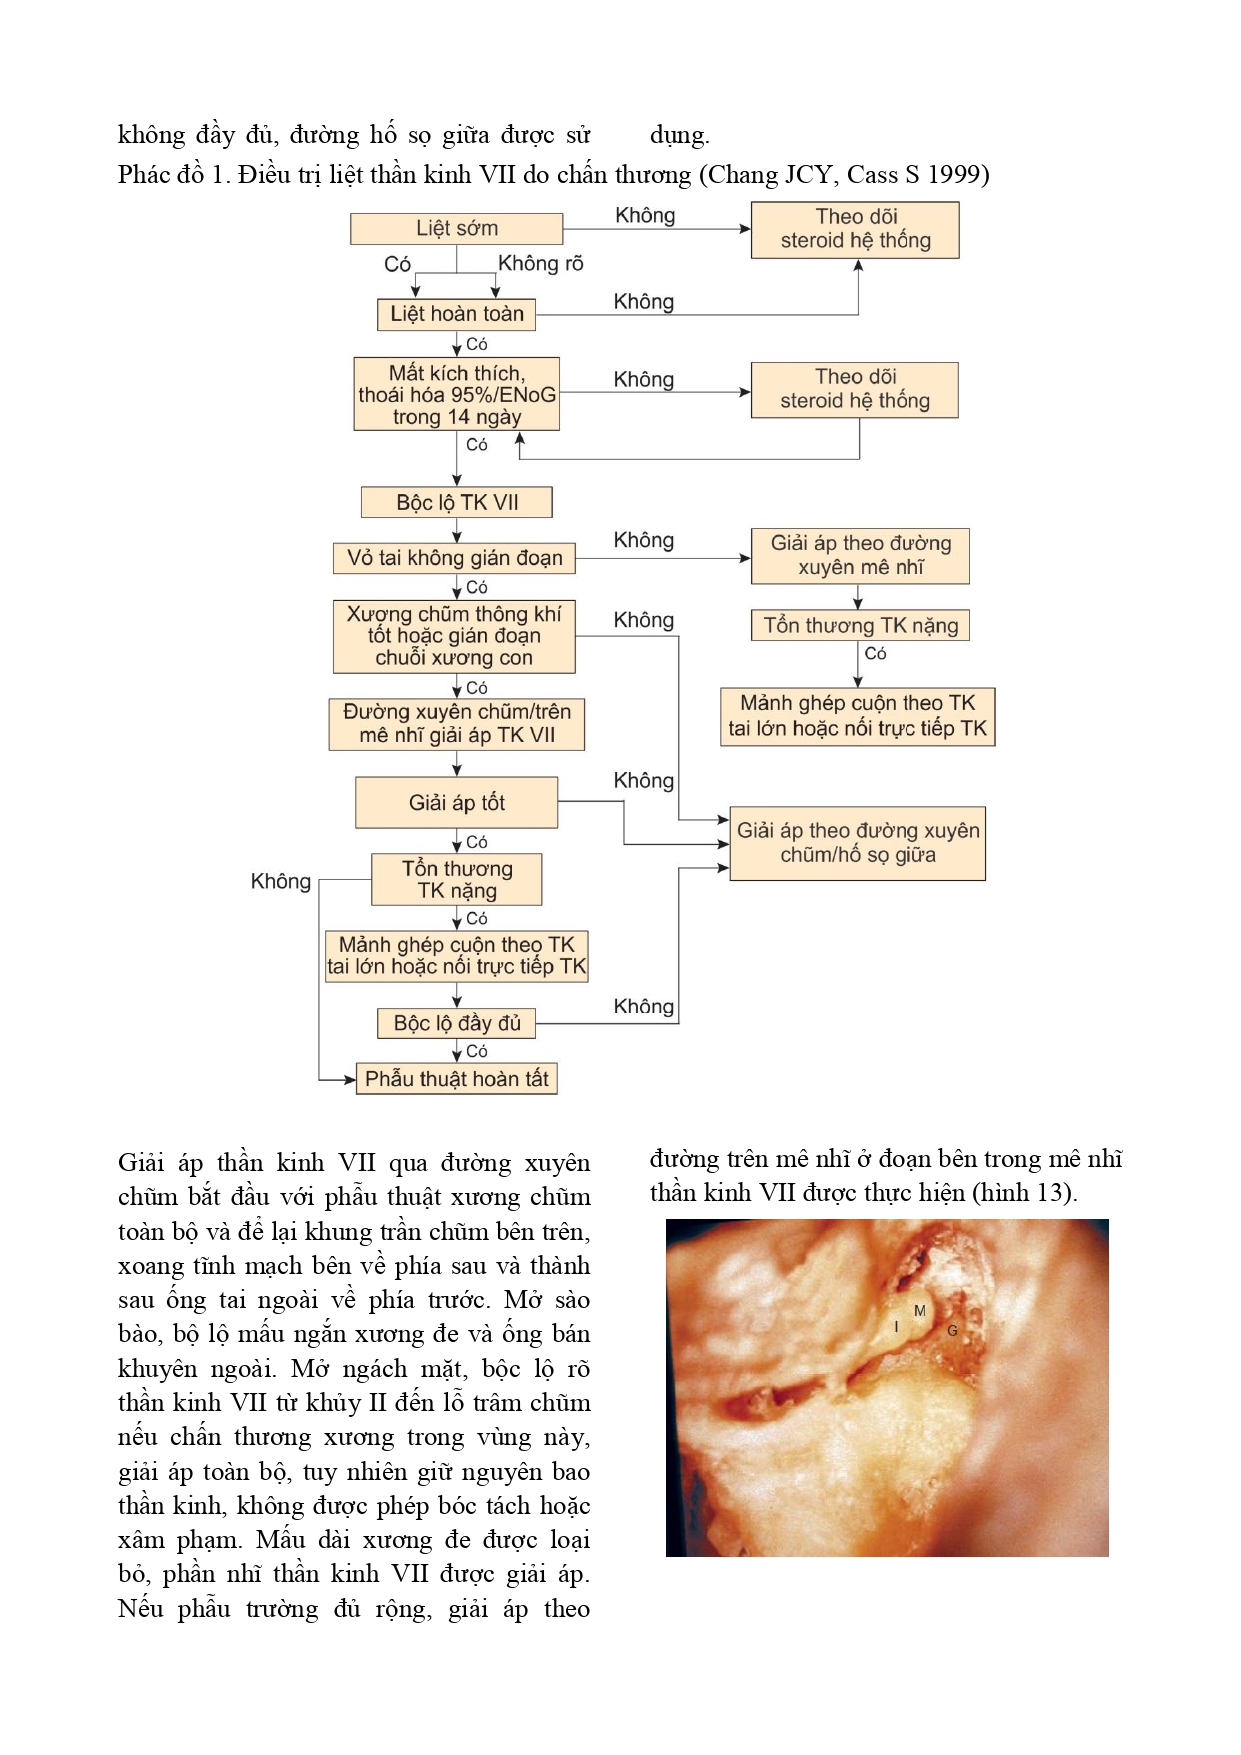 không đầy đủ, đường hố sọ giữa được sử
dụng.
Phác đồ 1. Điều trị liệt thần kinh VII do chấn thương (Chang JCY, Cass S 1999)
Liệt sớm
Không
Theo dõi
steroid hệ thống
Có
Không rõ
Liệt hoàn toàn
Không
Có
Mất kích thích,
thoái hóa 95%/ENoG
trong 14 ngày
Không
Theo dõi
steroid hệ thống
Có
Bộc lộ TK VII
Vỏ tai không gián đoạn
Không
Giải áp theo đường
xuyên mê nhĩ
Có
Xương chũm thông khí
tốt hoặc gián đoạn
chuỗi xương con
Không
Tổn thương TK nặng
Có
Có
Đường xuyên chũm/trên
mê nhĩ giải áp TK VII
Mảnh ghép cuộn theo TK
tai lớn hoặc nối trực tiếp TK
Giải áp tốt
Không
Giải áp theo đường xuyên
chũm/hố sọ giữa
Có
Tổn thương
TK nặng
Không
Có
Mảnh ghép cuộn theo TK
tai lớn hoặc nối trực tiếp TK
Bộc lộ đầy đủ
Không
Có
Phẫu thuật hoàn tất
Giải áp thần kinh VII qua đường xuyên
chũm bắt đầu với phẫu thuật xương chũm
toàn bộ và để lại khung trần chũm bên trên,
xoang tĩnh mạch bên về phía sau và thành
sau ống tai ngoài về phía trước. Mở sào
bào, bộ lộ mấu ngắn xương đe và ống bán
khuyên ngoài. Mở ngách mặt, bộc lộ rõ
thần kinh VII từ khủy II đến lỗ trâm chũm
nếu chấn thương xương trong vùng này,
giải áp toàn bộ, tuy nhiên giữ nguyên bao
thần kinh, không được phép bóc tách hoặc
xâm phạm. Mấu dài xương đe được loại
bỏ, phần nhĩ thần kinh VII được giải áp.
Nếu phẫu trường đủ rộng, giải áp theo
đường trên mê nhĩ ở đoạn bên trong mê nhĩ
thần kinh VII được thực hiện (hình 13).
M
I
G